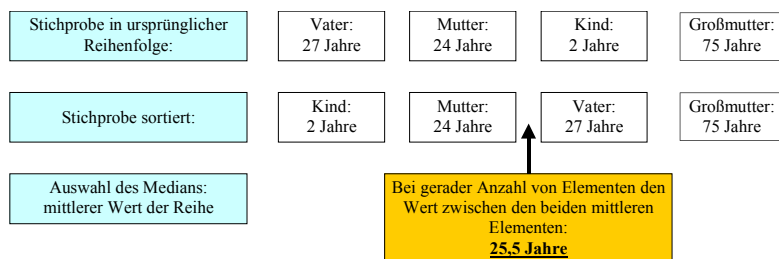 Stichprobe in ursprünglicher
Reihenfolge:
Vater:
27 Jahre
Mutter:
24 Jahre
Kind:
2 Jahre
Großmutter:
75 Jahre
Stichprobe sortiert:
Kind:
2 Jahre
Mutter:
24 Jahre
Vater:
27 Jahre
Großmutter:
75 Jahre
Auswahl des Medians:
mittlerer Wert der Reihe
Bei gerader Anzahl von Elementen den
Wert zwischen den beiden mittleren
Elementen:
25,5 Jahre